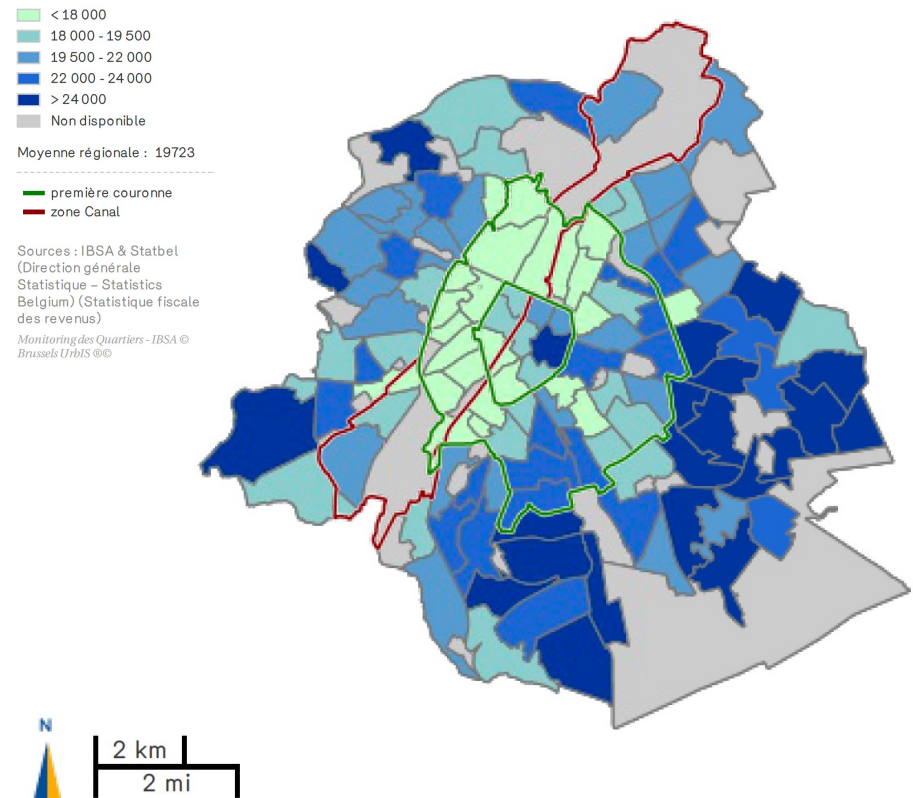 < 18 000
18 000 - 19 500
19 500 - 22 000
22 000 - 24 000
> 24 000
Non disponible
Moyenne régionale : 19723
première couronne
zone Canal
Sources : IBSA & Statbel
(Direction générale
Statistique – Statistics
Belgium) (Statistique fiscale
des revenus)
Monitoring des Quartiers - IBSA ©
Brussels UrbIS ®©
N
2 km
2 mi